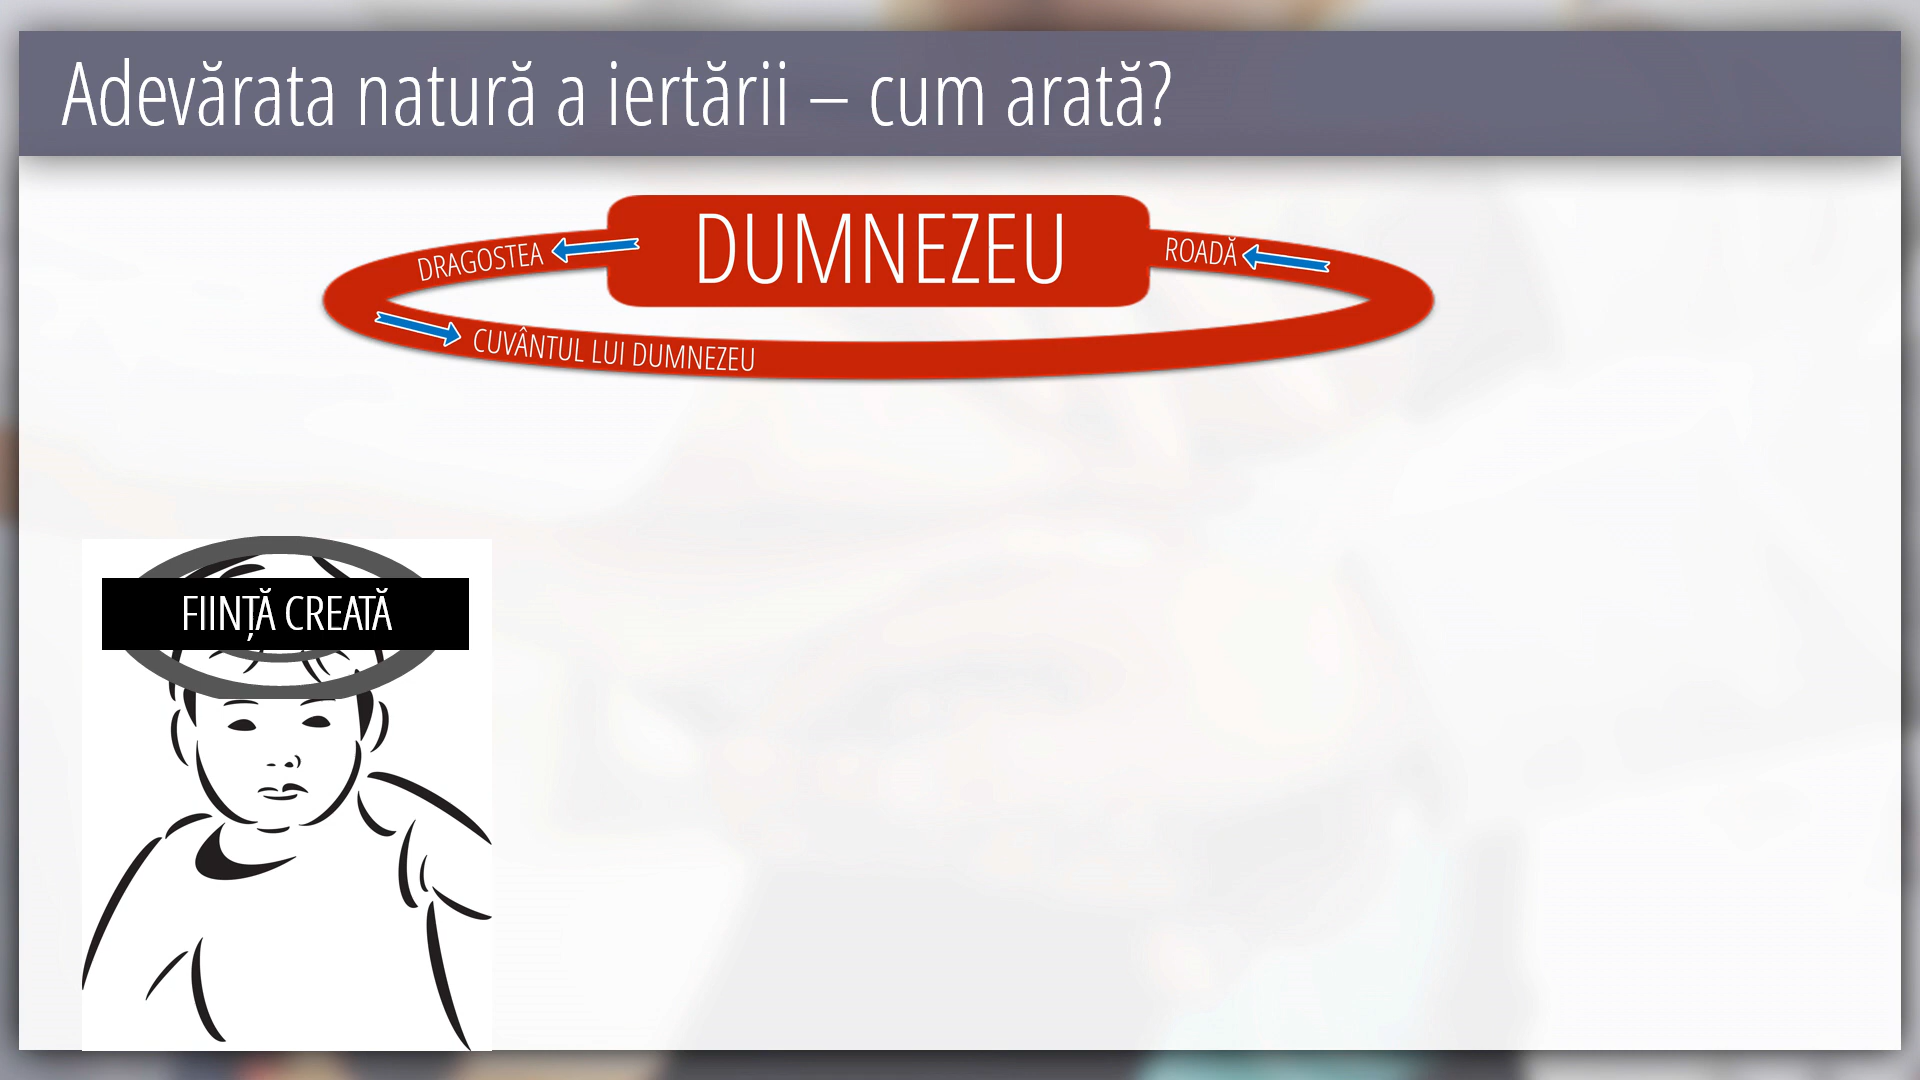 Adevărata natură a iertării – cum arată?
DUMNEZEU
DRAGOSTEA
ROADĂ
CUVÂNTUL LUI DUMNEZEU
FIINȚĂ CREATĂ